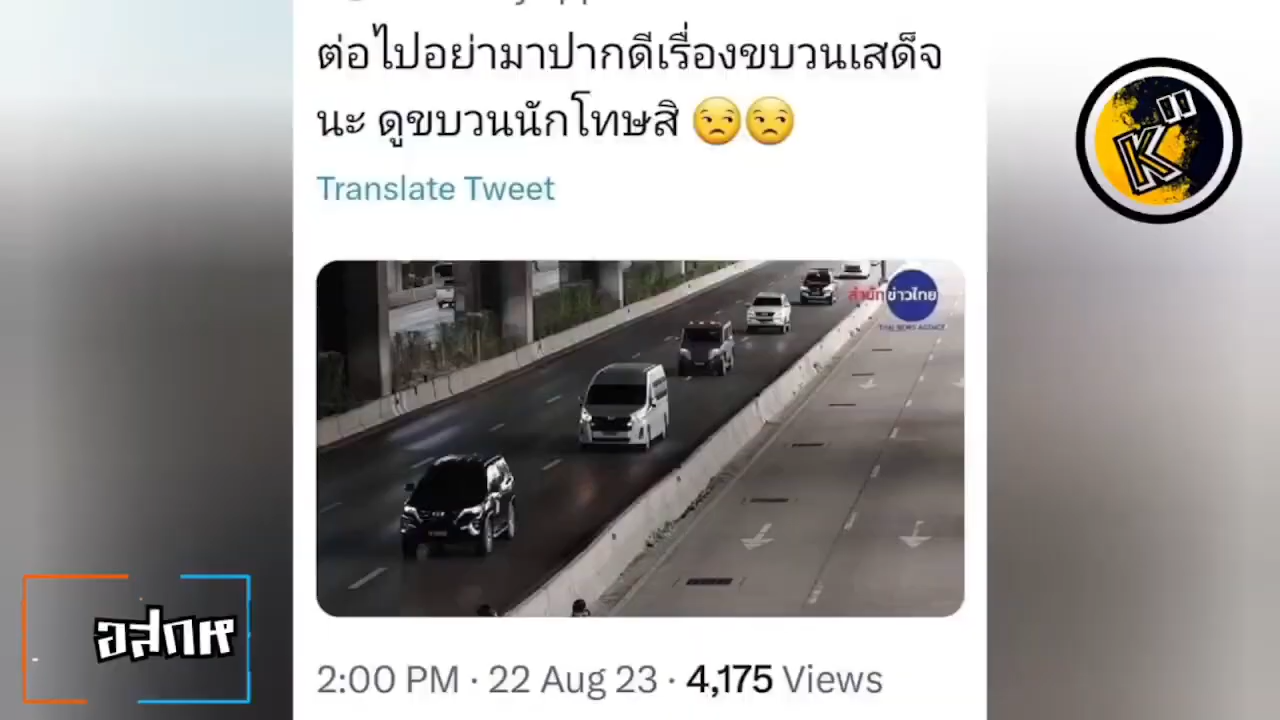 ต่อไปอย่ามาปากดีเรื่องขบวนเสด็จ
นะ ดูขบวนนักโทษสิ 😒😒
Translate Tweet
สำนักข่าวไทย
THAI NEWS AGENCY
K"
อสกห
2:00 PM · 22 Aug 23 · 4,175 Views